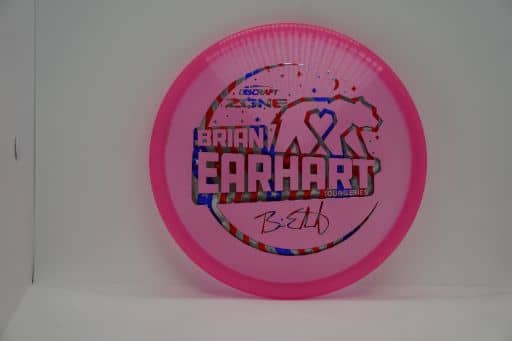 DISCRAFT
ZONE
BRIAN
EARHART
TOUR SERIES